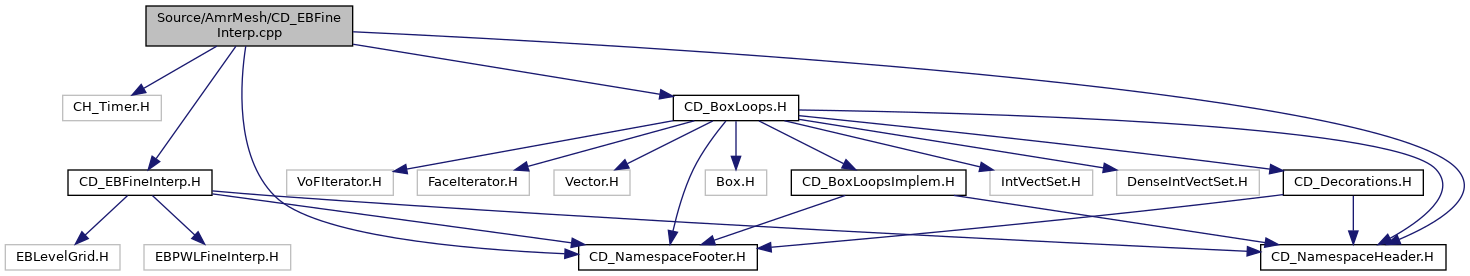 Source/AmrMesh/CD_EBFine
Interp.cpp
CH_Timer.H
CD_BoxLoops.H
CD_EBFineInterp.H
VoFIterator.H
FaceIterator.H
Vector.H
Box.H
CD_BoxLoopsImplem.H
IntVectSet.H
DenseIntVectSet.H
CD_Decorations.H
EBLevelGrid.H
EBPWLFineInterp.H
CD_NamespaceFooter.H
CD_NamespaceHeader.H